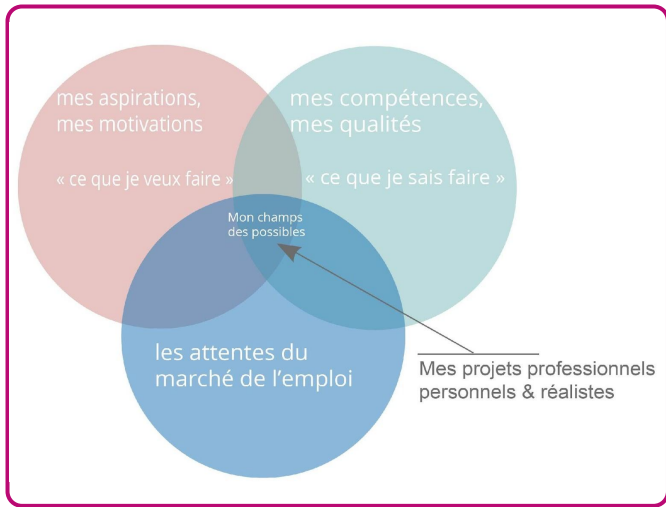 mes aspirations,
mes motivations
« ce que je veux faire »
mes compétences,
mes qualités
« ce que je sais faire »
Mon champs
des possibles
les attentes du
marché de l’emploi
Mes projets professionnels
personnels & réalistes